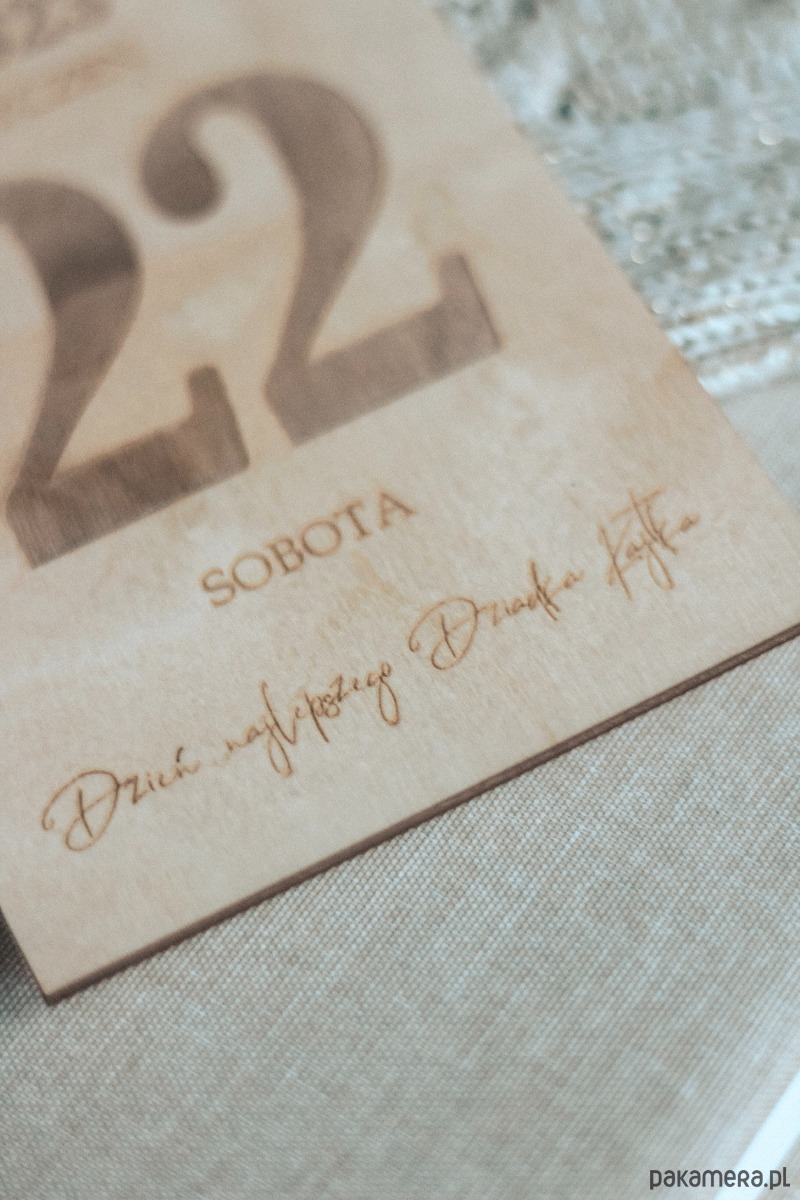 22
SOBOTA
Dzień najlepszego Dziadka Kajtka
pakamera.pl